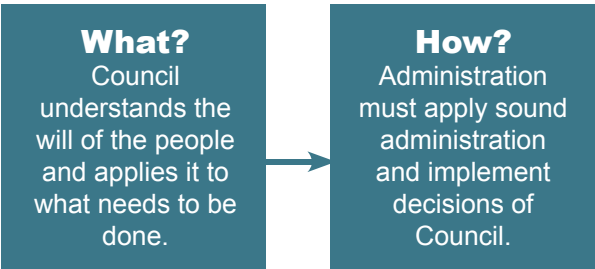 What?
Council
understands the
will of the people
and applies it to
what needs to be
done.
How?
Administration
must apply sound
administration
and implement
decisions of
Council.